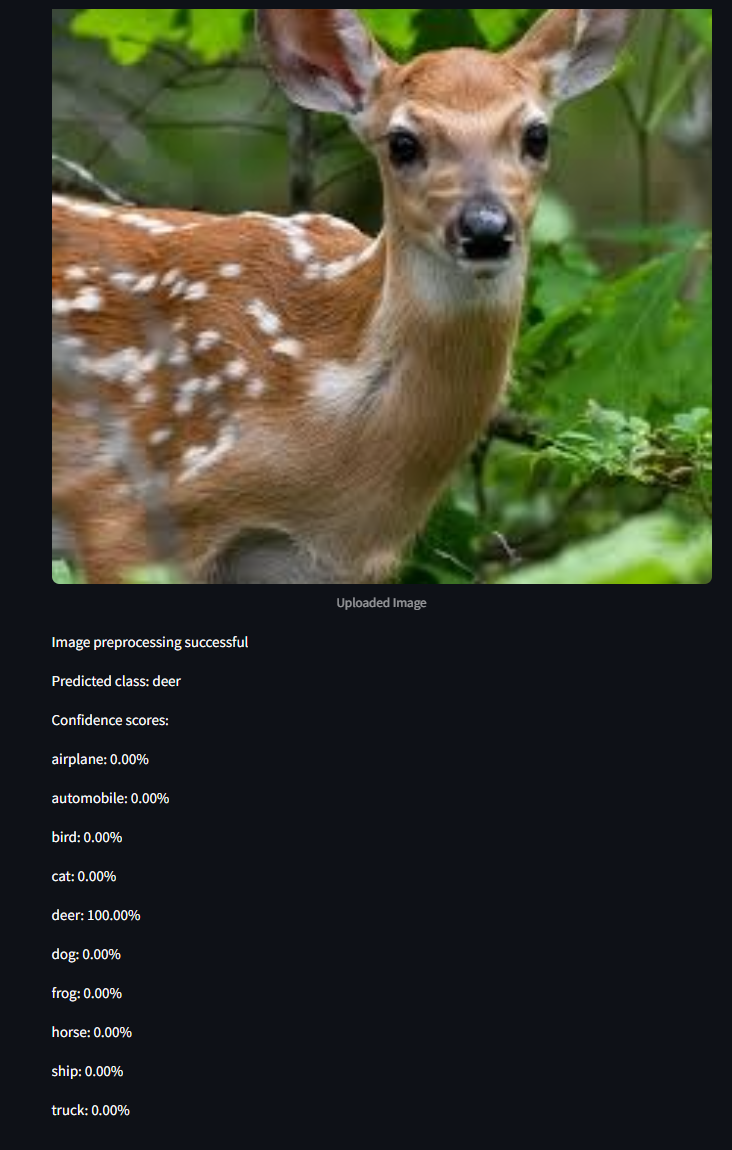 Uploaded Image
Image preprocessing successful
Predicted class: deer
Confidence scores:
airplane: 0.00%
automobile: 0.00%
bird: 0.00%
cat: 0.00%
deer: 100.00%
dog: 0.00%
frog: 0.00%
horse: 0.00%
ship: 0.00%
truck: 0.00%